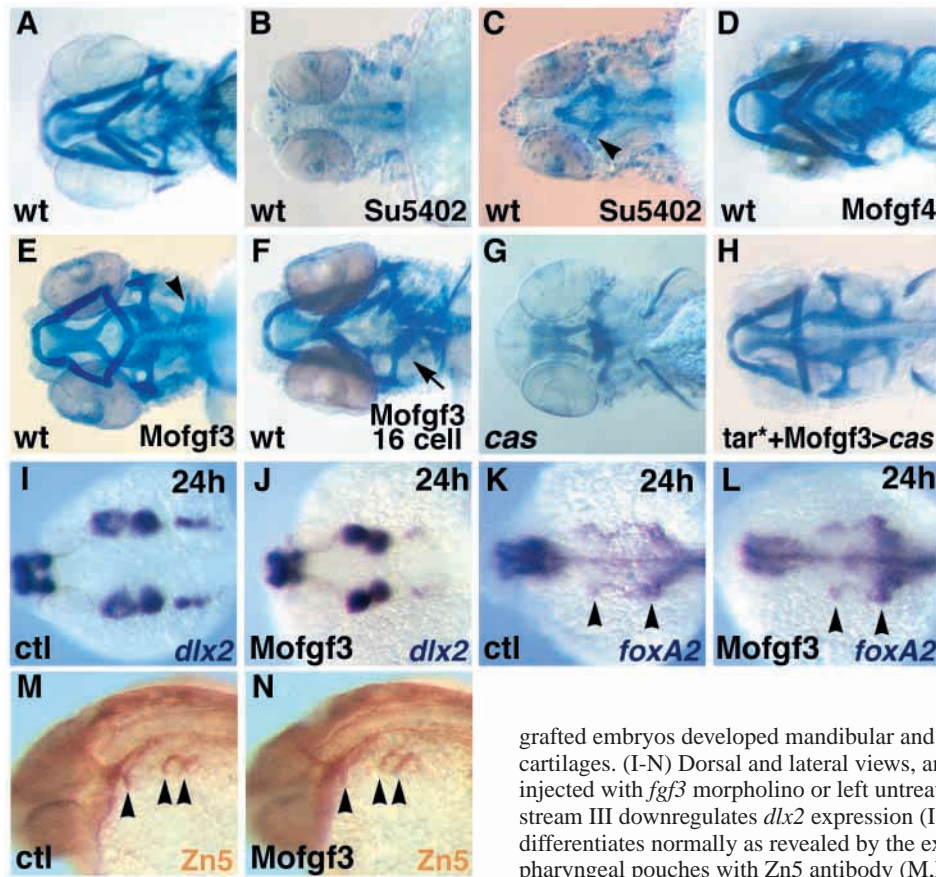 A
B
C
D
wt
wt
Su5402
wt
Su5402
wt
Mofgf4
E
F
G
H
wt
Mofgf3
wt
Mofgf3
16 cell
cas
tar*+Mofgf3>cas
I
24h
J
24h
K
24h
L
24h
ctl
dlx2
Mofgf3
dlx2
ctl
foxA2
Mofgf3
foxA2
M
N
ctl
Zn5
Mofgf3
Zn5
grafted embryos developed mandibular and
cartilages. (I-N) Dorsal and lateral views, an
injected with fgf3 morpholino or left untreat
stream III downregulates dlx2 expression (I
differentiates normally as revealed by the ex
pharyngeal pouches with Zn5 antibody (M,